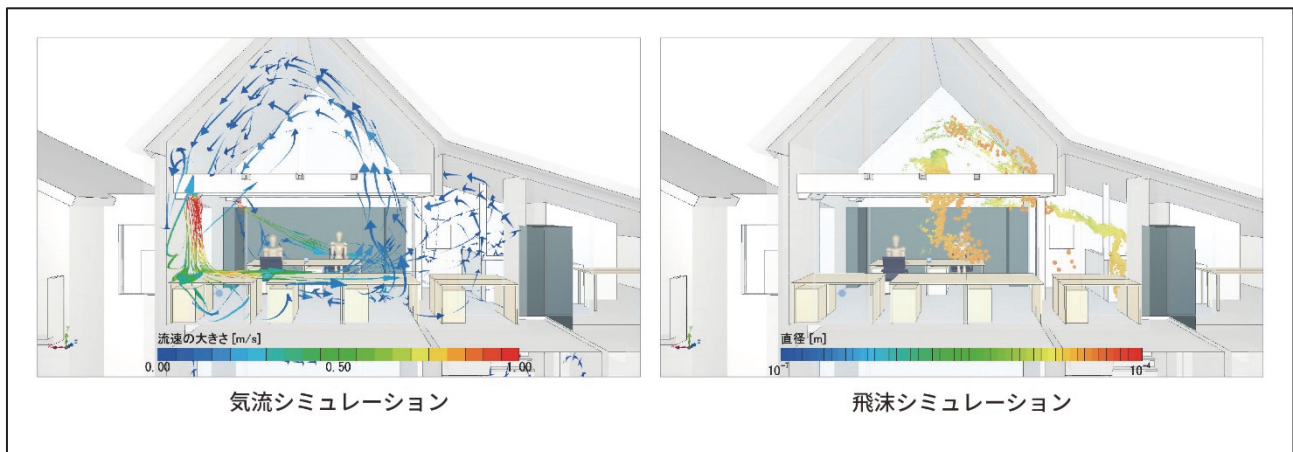 流速の大きさ[m/s]
0.00
0.50
1.00
気流シミュレーション
直径[m]
10⁻⁷
10⁻⁴
飛沫シミュレーション